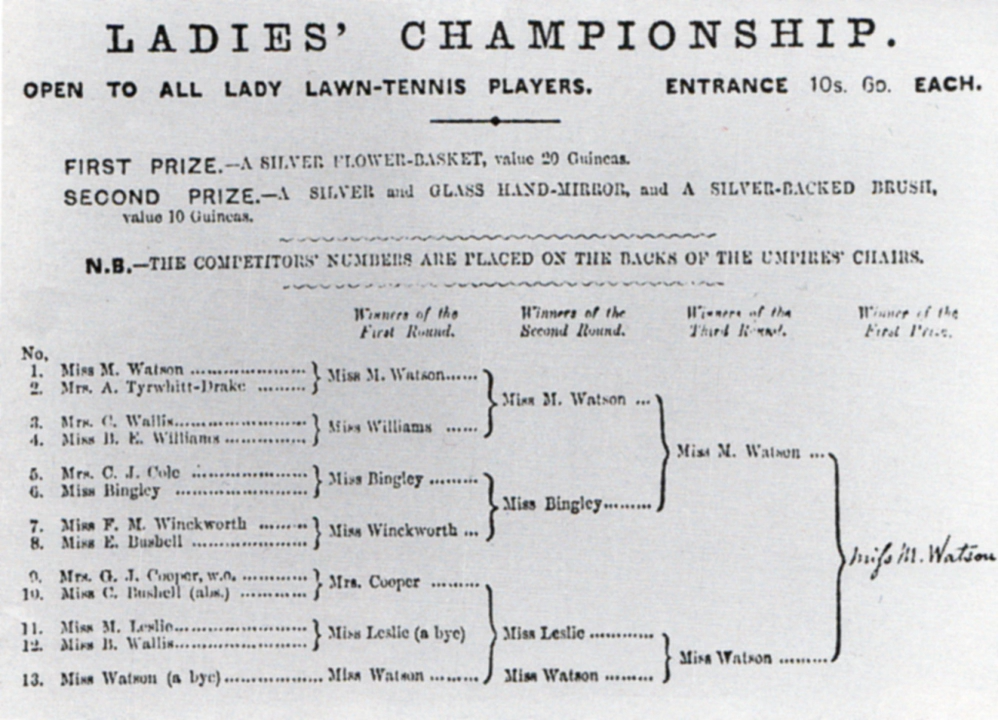 LADIES' CHAMPIONSHIP.
OPEN TO ALL LADY LAWN-TENNIS PLAYERS. ENTRANCE 10s. 6D. EACH.
FIRST PRIZE.—A SILVER FLOWER-BASKET, value 20 Guineas.
SECOND PRIZE.—A SILVER and GLASS HAND-MIRROR, and A SILVER-BACKED BRUSH,
value 10 Guineas.
N.B.—THE COMPETITORS' NUMBERS ARE PLACED ON THE BACKS OF THE UMPIRES' CHAIRS.
Winners of the First Round. Winners of the Second Round. Winners of the Third Round. Winner of the First Prize.
No.
1. Miss M. Watson
2. Mrs. A. Tyrwhitt-Drake
Miss M. Watson
Miss M. Watson
3. Mrs. C. Wallis
4. Miss B. E. Williams
Miss Williams
Miss M. Watson
5. Mrs. C. J. Cole
6. Miss Bingley
Miss Bingley
Miss Bingley
7. Miss F. M. Winckworth
8. Miss E. Bushell
Miss Winckworth
Miss M. Watson
9. Mrs. G. J. Cooper, w.o.
10. Miss C. Bushell (abs.)
Mrs. Cooper
11. Miss M. Leslie
12. Miss B. Wallis
Miss Leslie (a bye)
Miss Leslie
Miss Watson
13. Miss Watson (a bye)
Miss Watson
Miss Watson